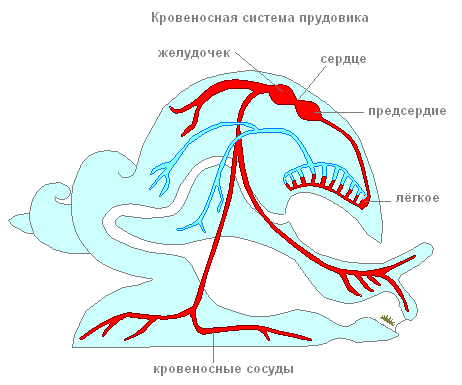 Кровеносная система прудовика
желудочек
сердце
предсердие
лёгкое
кровеносные сосуды